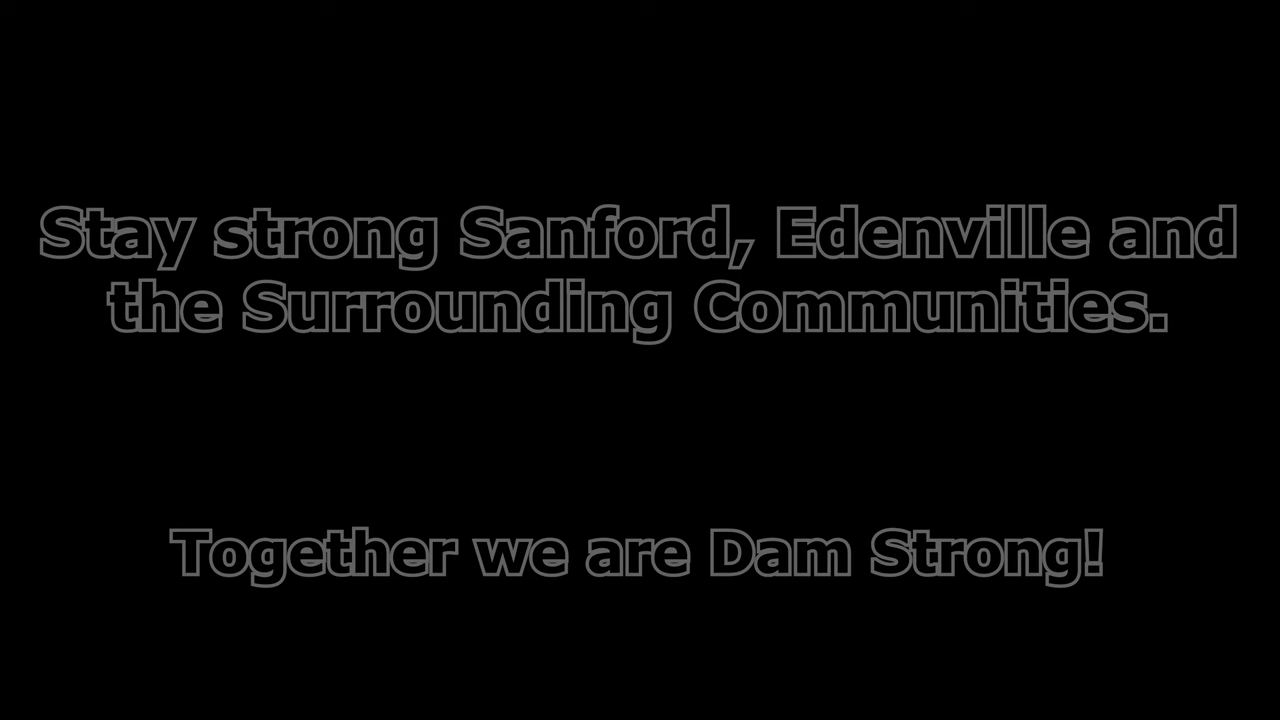 Stay strong Sanford, Edenville and
the Surrounding Communities.
Together we are Dam Strong!